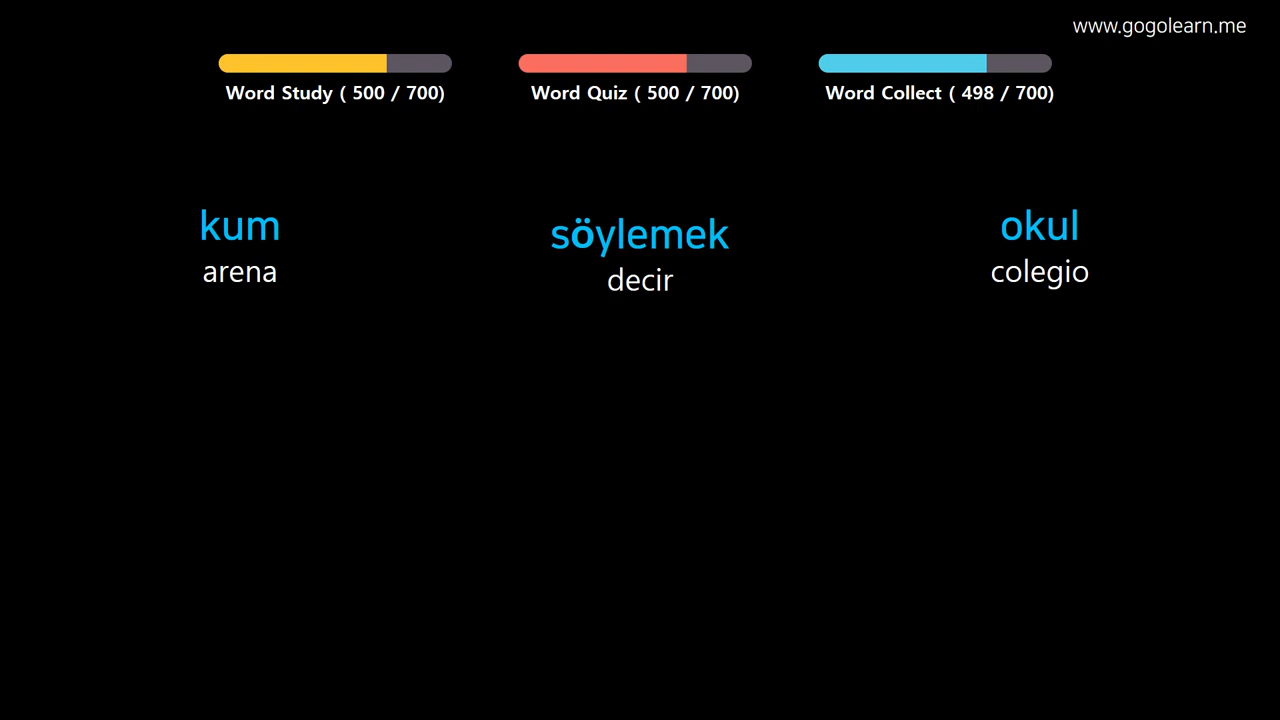 www.gogolearn.me
Word Study ( 500 / 700)
Word Quiz ( 500 / 700)
Word Collect ( 498 / 700)
kum
arena
söylemek
decir
okul
colegio